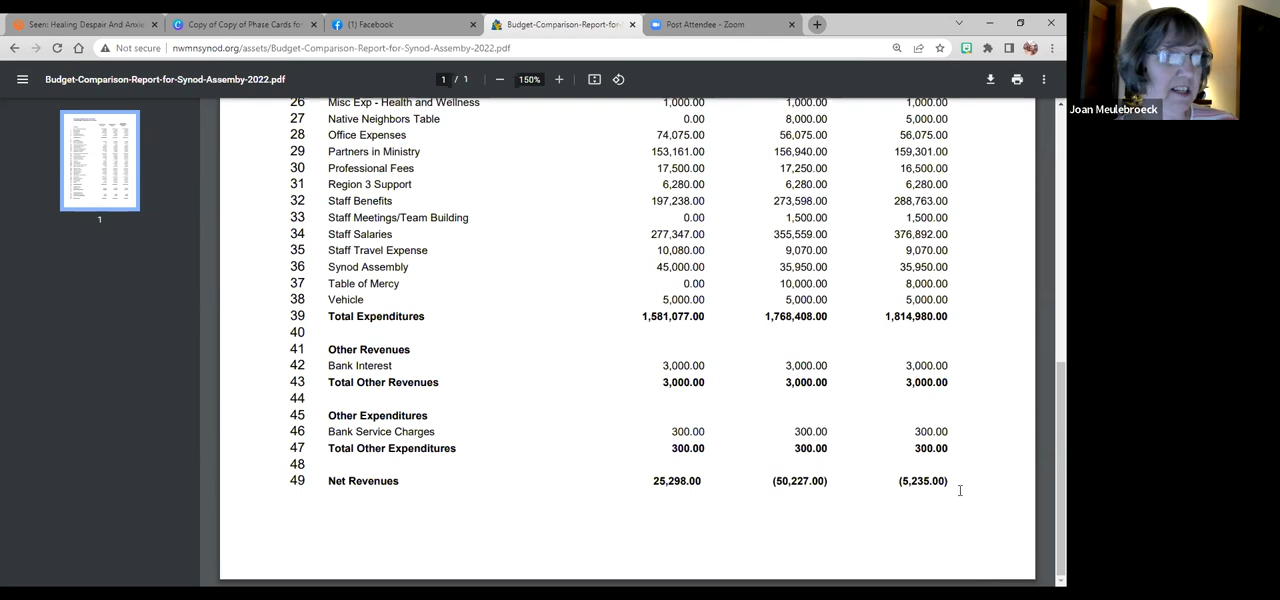 Seen: Healing Despair And Anxie
Copy of Copy of Phase Cards fo
(1) Facebook
Budget-Comparison-Report-for-
Post Attendee - Zoom
Not secure
nwmnsynod.org/assets/Budget-Comparison-Report-for-Synod-Assemby-2022.pdf
Budget-Comparison-Report-for-Synod-Assemby-2022.pdf
1 / 1
150%
Joan Meulebroeck
1
26 Misc Exp - Health and Wellness 1,000.00 1,000.00 1,000.00
27 Native Neighbors Table 0.00 8,000.00 5,000.00
28 Office Expenses 74,075.00 56,075.00 56,075.00
29 Partners in Ministry 153,161.00 156,940.00 159,301.00
30 Professional Fees 17,500.00 17,250.00 16,500.00
31 Region 3 Support 6,280.00 6,280.00 6,280.00
32 Staff Benefits 197,238.00 273,598.00 288,763.00
33 Staff Meetings/Team Building 0.00 1,500.00 1,500.00
34 Staff Salaries 277,347.00 355,559.00 376,892.00
35 Staff Travel Expense 10,080.00 9,070.00 9,070.00
36 Synod Assembly 45,000.00 35,950.00 35,950.00
37 Table of Mercy 0.00 10,000.00 8,000.00
38 Vehicle 5,000.00 5,000.00 5,000.00
39 Total Expenditures 1,581,077.00 1,768,408.00 1,814,980.00
40
41 Other Revenues
42 Bank Interest 3,000.00 3,000.00 3,000.00
43 Total Other Revenues 3,000.00 3,000.00 3,000.00
44
45 Other Expenditures
46 Bank Service Charges 300.00 300.00 300.00
47 Total Other Expenditures 300.00 300.00 300.00
48
49 Net Revenues 25,298.00 (50,227.00) (5,235.00)